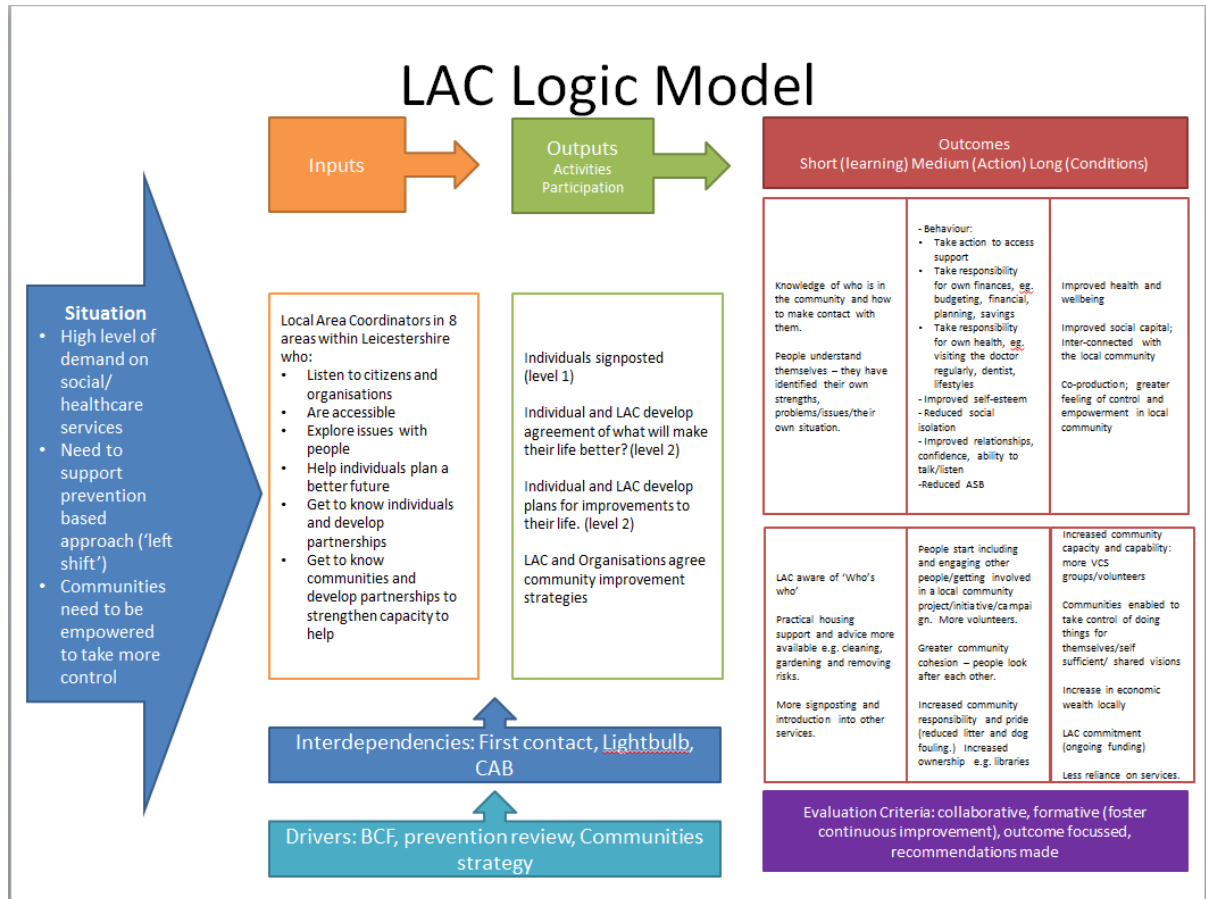 LAC Logic Model
Inputs
Outputs
Activities
Participation
Outcomes
Short (learning) Medium (Action) Long (Conditions)
Situation
• High level of
demand on
social/
healthcare
services
• Need to
support
prevention
based
approach (‘left
shift’)
• Communities
need to be
empowered
to take more
control
Local Area Coordinators in 8
areas within Leicestershire
who:
• Listen to citizens and
organisations
• Are accessible
• Explore issues with
people
• Help individuals plan a
better future
• Get to know individuals
and develop
partnerships
• Get to know
communities and
develop partnerships to
strengthen capacity to
help
Individuals signposted
(level 1)
Individual and LAC develop
agreement of what will make
their life better? (level 2)
Individual and LAC develop
plans for improvements to
their life. (level 2)
LAC and Organisations agree
community improvement
strategies
Knowledge of who is in
the community and how
to make contact with
them.
People understand
themselves – they have
identified their own
strengths,
problems/issues/their
own situation.
- Behaviour:
• Take action to access
support
• Take responsibility
for own finances, eg.
budgeting, financial,
planning, savings
• Take responsibility
for own health, eg.
visiting the doctor
regularly, dentist,
lifestyles
- Improved self-esteem
- Reduced social
isolation
- Improved relationships,
confidence, ability to
talk/listen
-Reduced ASB
Improved health and
wellbeing
Improved social capital;
Inter-connected with
the local community
Co-production; greater
feeling of control and
empowerment in local
community
LAC aware of ‘Who’s
who’
Practical housing
support and advice more
available e.g. cleaning,
gardening and removing
risks.
More signposting and
introduction into other
services.
People start including
and engaging other
people/getting involved
in a local community
project/initiative/campai
gn. More volunteers.
Greater community
cohesion – people look
after each other.
Increased community
responsibility and pride
(reduced litter and dog
fouling.) Increased
ownership e.g. libraries
Increased community
capacity and capability:
more VCS
groups/volunteers
Communities enabled to
take control of doing
things for
themselves/self
sufficient/ shared visions
Increase in economic
wealth locally
LAC commitment
(ongoing funding)
Less reliance on services.
Interdependencies: First contact, Lightbulb,
CAB
Drivers: BCF, prevention review, Communities
strategy
Evaluation Criteria: collaborative, formative (foster
continuous improvement), outcome focussed,
recommendations made